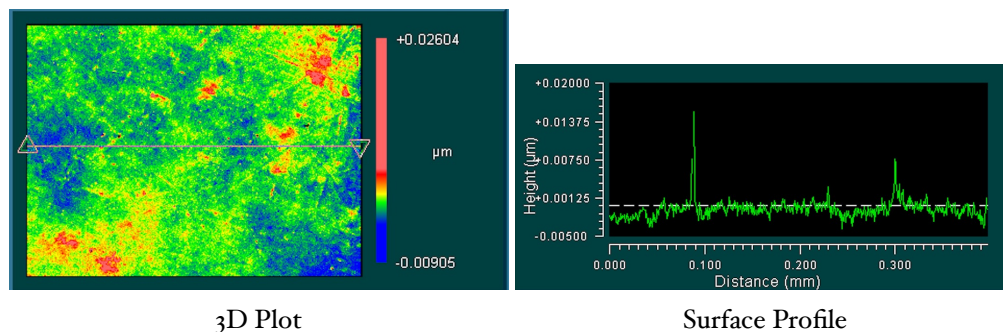 +0.02604
µm
-0.00905
3D Plot
+0.02000
+0.01375
+0.00750
+0.00125
-0.00500
Height (µm)
0.000 0.100 0.200 0.300
Distance (mm)
Surface Profile